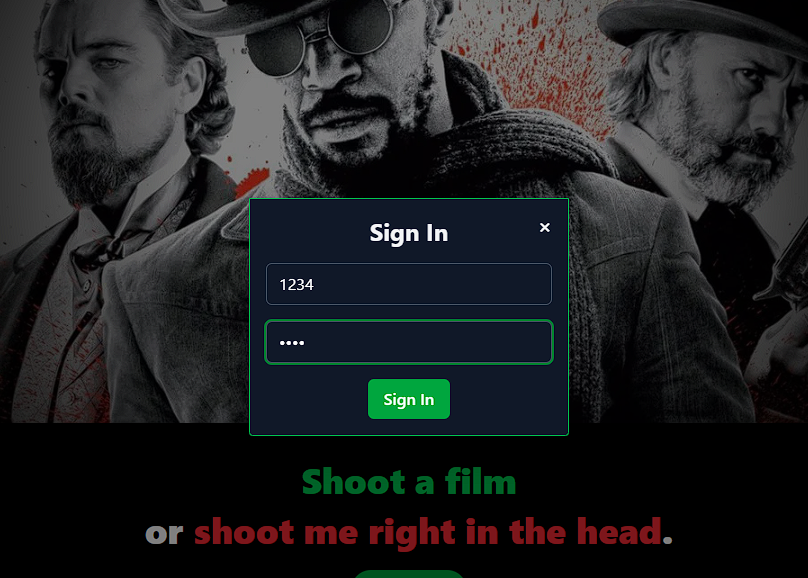 Sign In
×
1234
••••
Sign In
Shoot a film
or shoot me right in the head.